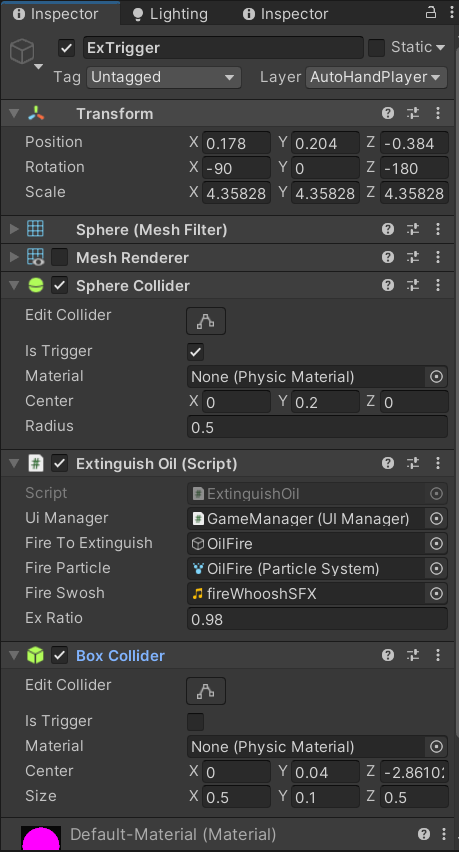 Inspector Lighting Inspector
ExTrigger Static
Tag Untagged Layer AutoHandPlayer
Transform
Position X 0.178 Y 0.204 Z -0.384
Rotation X -90 Y 0 Z -180
Scale X 4.35828 Y 4.35828 Z 4.35828
Sphere (Mesh Filter)
Mesh Renderer
Sphere Collider
Edit Collider
Is Trigger
Material None (Physic Material)
Center X 0 Y 0.2 Z 0
Radius 0.5
# Extinguish Oil (Script)
Script # ExtinguishOil
Ui Manager # GameManager (UI Manager)
Fire To Extinguish OilFire
Fire Particle OilFire (Particle System)
Fire Swosh fireWhooshSFX
Ex Ratio 0.98
Box Collider
Edit Collider
Is Trigger
Material None (Physic Material)
Center X 0 Y 0.04 Z -2.86102
Size X 0.5 Y 0.1 Z 0.5
Default-Material (Material)